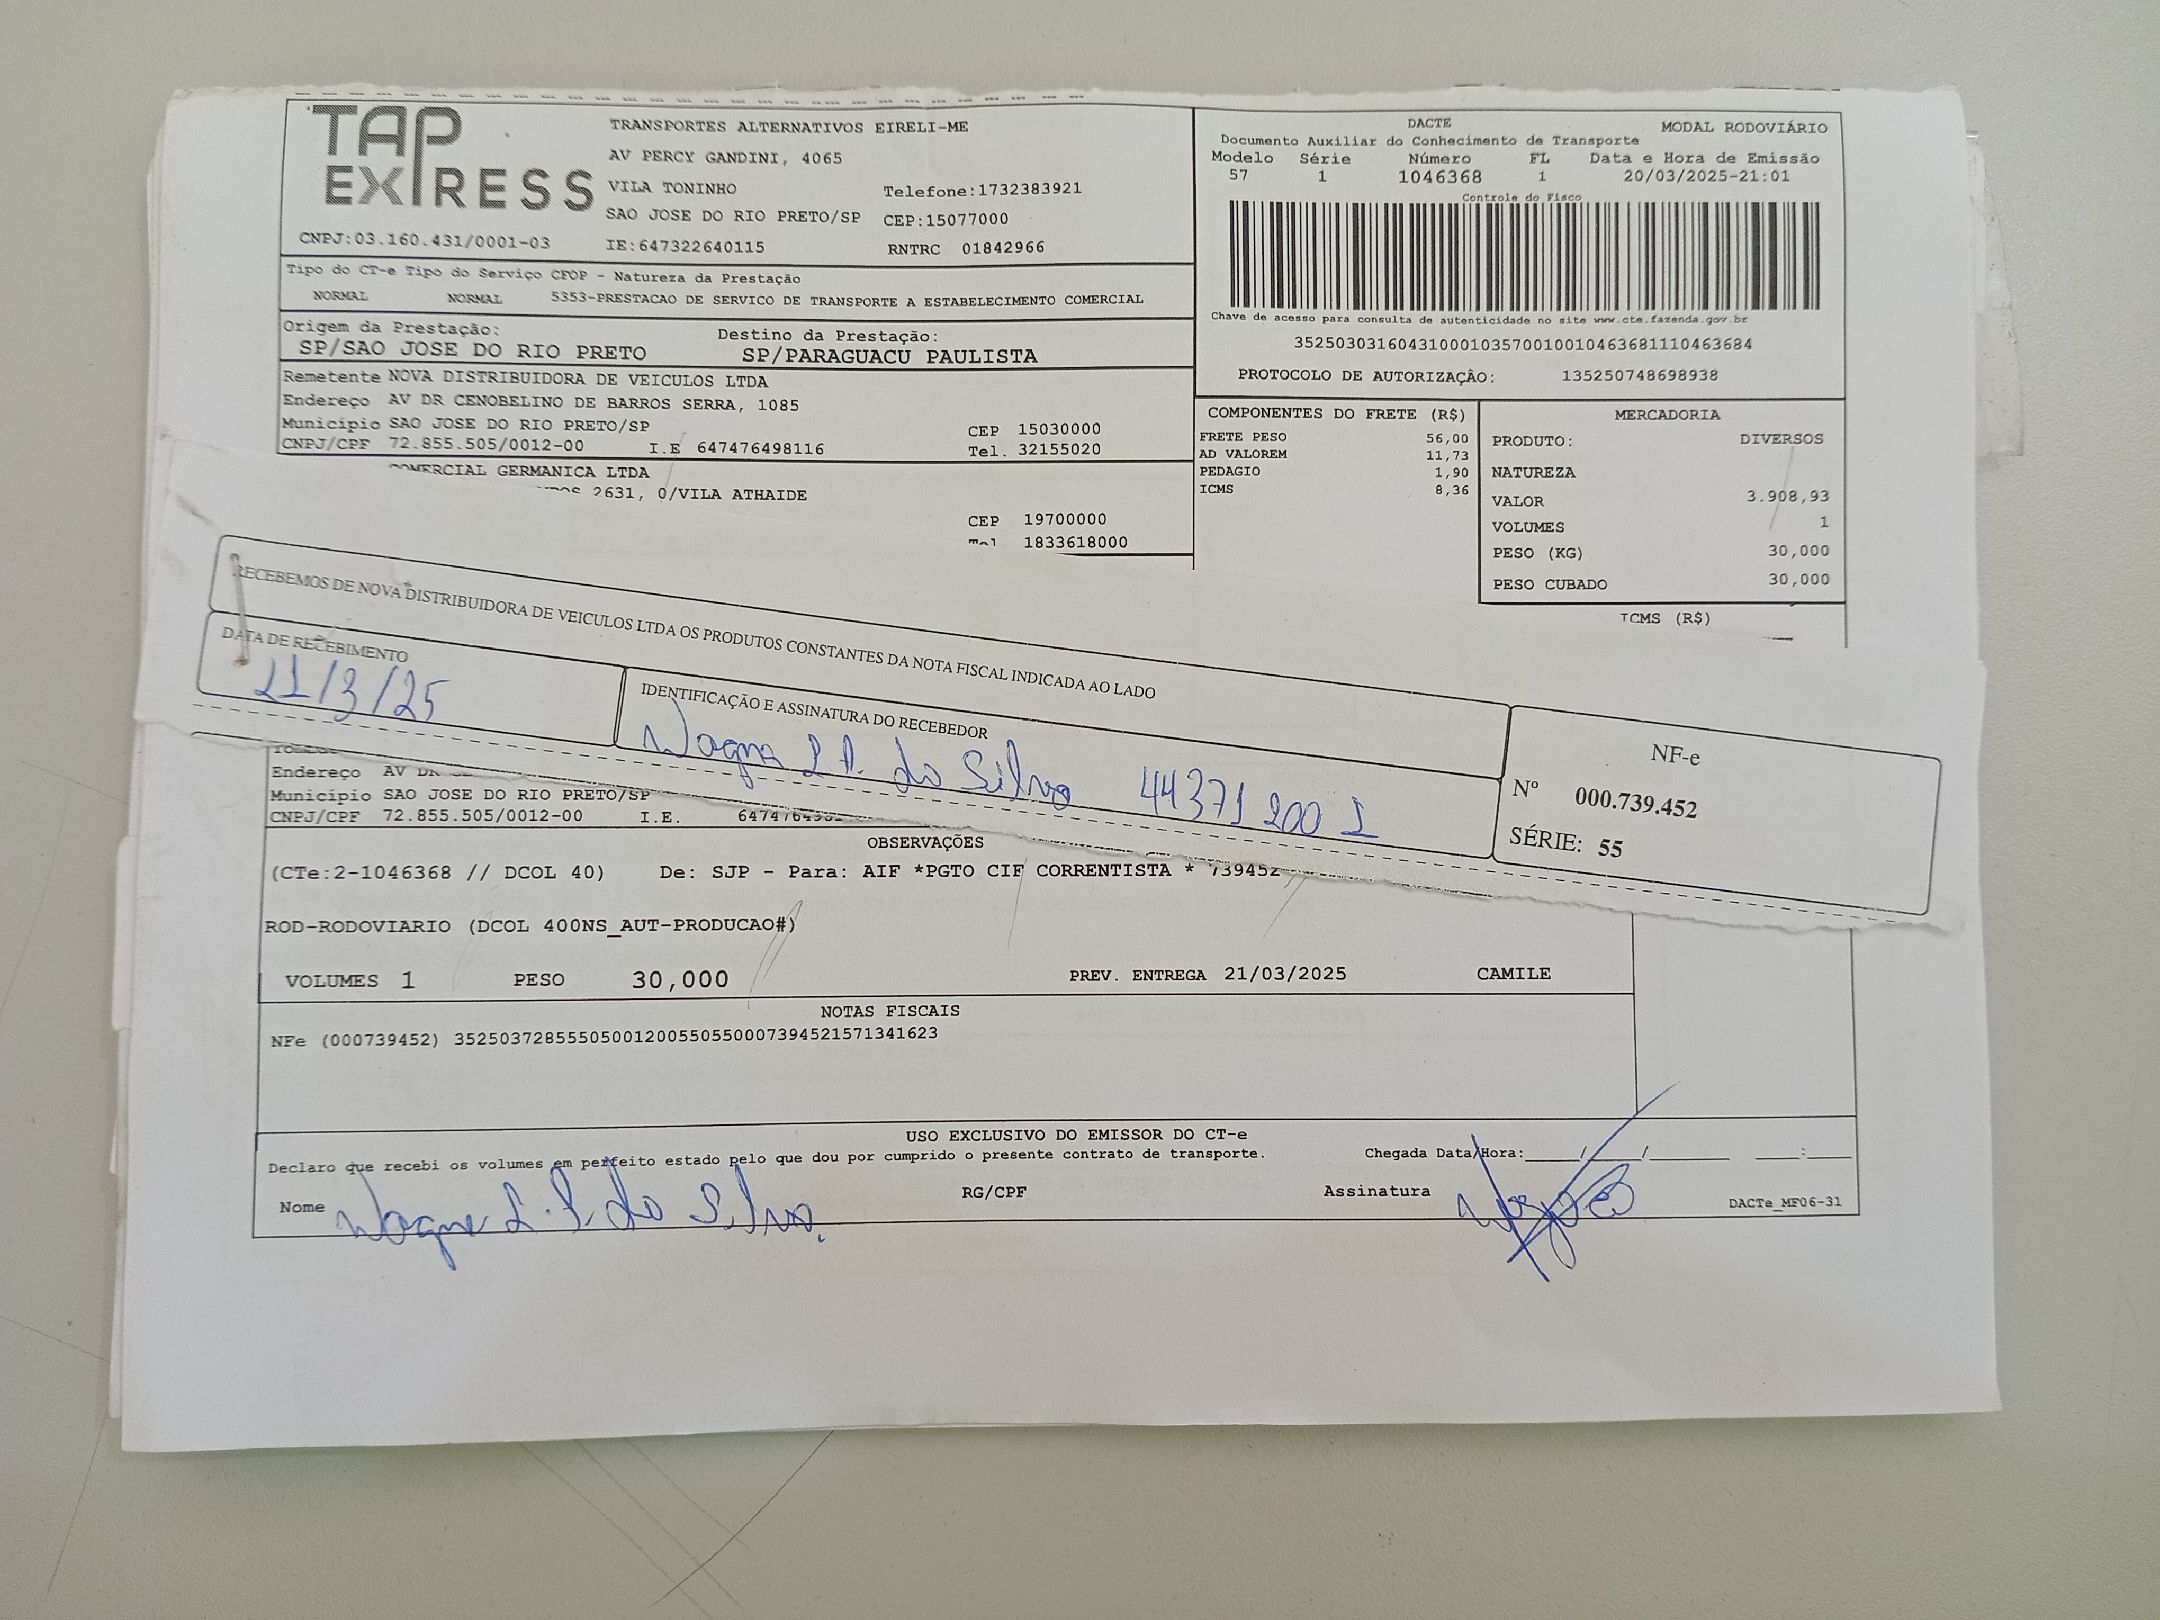 TAP EXPRESS
TRANSPORTES ALTERNATIVOS EIRELI-ME
AV PERCY GANDINI, 4065
VILA TONINHO Telefone:1732383921
SAO JOSE DO RIO PRETO/SP CEP:15077000
CNPJ:03.160.431/0001-03 IE:647322640115 RNTRC 01842966
DACTE MODAL RODOVIÁRIO
Documento Auxiliar do Conhecimento de Transporte
Modelo Série Número FL Data e Hora de Emissão
57 1 1046368 1 20/03/2025-21:01
Controle do Fisco
Chave de acesso para consulta de autenticidade no site www.cte.fazenda.gov.br
35250303160431000103570010010463681110463684
PROTOCOLO DE AUTORIZAÇÃO: 135250748698938
Tipo do CT-e Tipo do Serviço CFOP - Natureza da Prestação
NORMAL NORMAL 5353-PRESTACAO DE SERVICO DE TRANSPORTE A ESTABELECIMENTO COMERCIAL
Origem da Prestação: Destino da Prestação:
SP/SAO JOSE DO RIO PRETO SP/PARAGUACU PAULISTA
Remetente NOVA DISTRIBUIDORA DE VEICULOS LTDA
Endereço AV DR CENOBELINO DE BARROS SERRA, 1085
Município SAO JOSE DO RIO PRETO/SP CEP 15030000
CNPJ/CPF 72.855.505/0012-00 I.E 647476498116 Tel. 32155020
COMERCIAL GERMANICA LTDA
2631, 0/VILA ATHAIDE
CEP 19700000
Tel 1833618000
COMPONENTES DO FRETE (R$)
FRETE PESO 56,00
AD VALOREM 11,73
PEDAGIO 1,90
ICMS 8,36
MERCADORIA
PRODUTO: DIVERSOS
NATUREZA
VALOR 3.908,93
VOLUMES 1
PESO (KG) 30,000
PESO CUBADO 30,000
ICMS (R$)
RECEBEMOS DE NOVA DISTRIBUIDORA DE VEICULOS LTDA OS PRODUTOS CONSTANTES DA NOTA FISCAL INDICADA AO LADO
DATA DE RECEBIMENTO
21/3/25
IDENTIFICAÇÃO E ASSINATURA DO RECEBEDOR
da Silva 44371200 1
NF-e
Nº 000.739.452
SÉRIE: 55
Endereço AV DR
Município SAO JOSE DO RIO PRETO/SP
CNPJ/CPF 72.855.505/0012-00 I.E.
OBSERVAÇÕES
(CTe:2-1046368 // DCOL 40) De: SJP - Para: AIF *PGTO CIF CORRENTISTA * 739452
ROD-RODOVIARIO (DCOL 400NS_AUT-PRODUCAO#)
VOLUMES 1 PESO 30,000 PREV. ENTREGA 21/03/2025 CAMILE
NOTAS FISCAIS
NFe (000739452) 35250372855505001200550550007394521571341623
USO EXCLUSIVO DO EMISSOR DO CT-e
Declaro que recebi os volumes em perfeito estado pelo que dou por cumprido o presente contrato de transporte. Chegada Data/Hora:____/____/______ ___:___
Nome da Silva. RG/CPF Assinatura DACTe_MF06-31